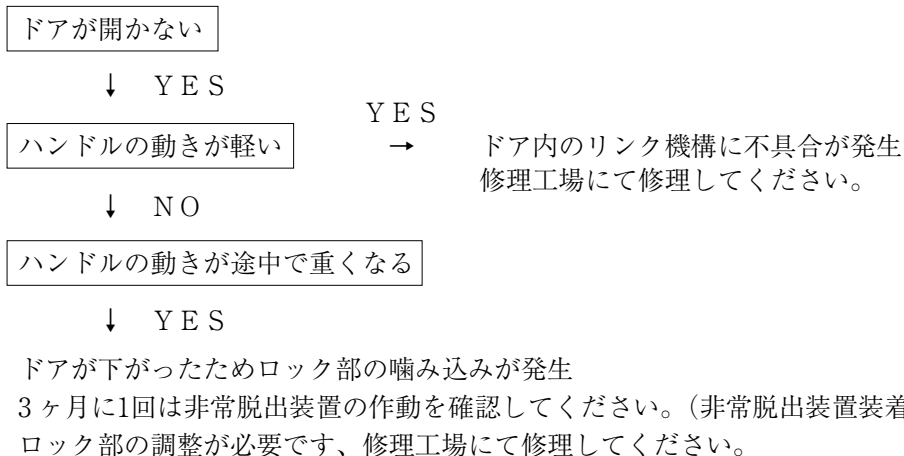 ドアが開かない
↓ ＹＥＳ
ＹＥＳ
ハンドルの動きが軽い → ドア内のリンク機構に不具合が発生
修理工場にて修理してください。
↓ ＮＯ
ハンドルの動きが途中で重くなる
↓ ＹＥＳ
ドアが下がったためロック部の噛み込みが発生
３ヶ月に1回は非常脱出装置の作動を確認してください。（非常脱出装置装着
ロック部の調整が必要です、修理工場にて修理してください。